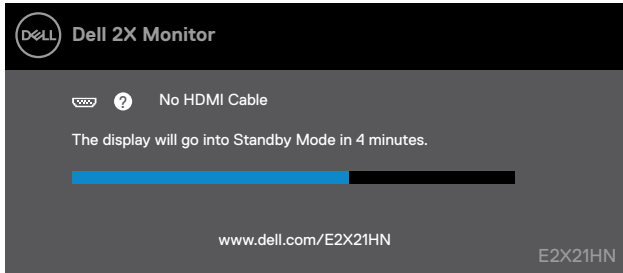 DELL Dell 2X Monitor
? No HDMI Cable
The display will go into Standby Mode in 4 minutes.
www.dell.com/E2X21HN
E2X21HN